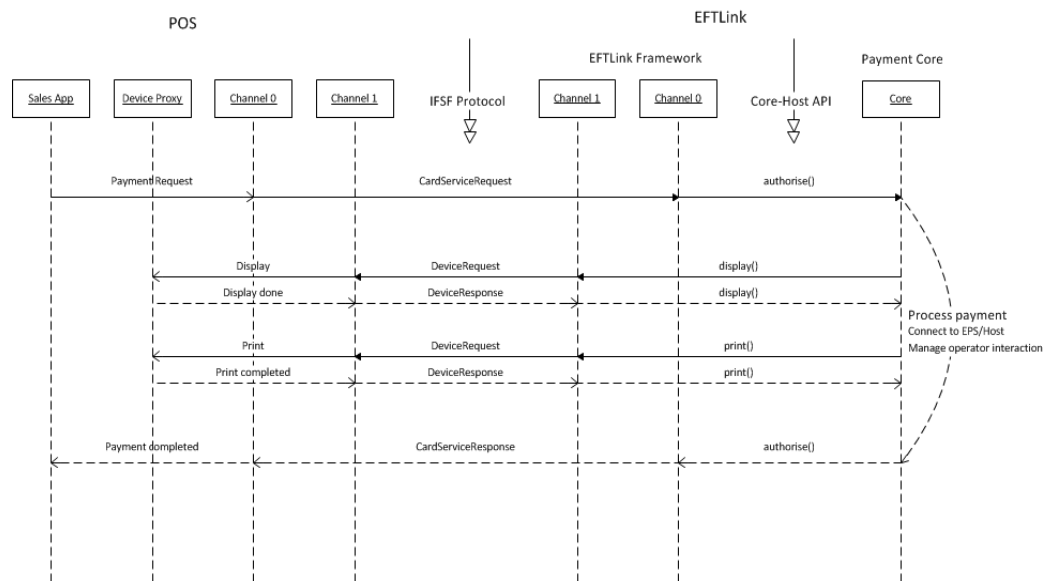 POS
EFTLink
EFTLink Framework
Payment Core
Sales App
Device Proxy
Channel 0
Channel 1
IFSF Protocol
Channel 1
Channel 0
Core-Host API
Core
Payment Request
CardServiceRequest
authorise()
Display
DeviceRequest
display()
Display done
DeviceResponse
display()
Process payment
Connect to EPS/Host
Manage operator interaction
Print
DeviceRequest
print()
Print completed
DeviceResponse
print()
Payment completed
CardServiceResponse
authorise()